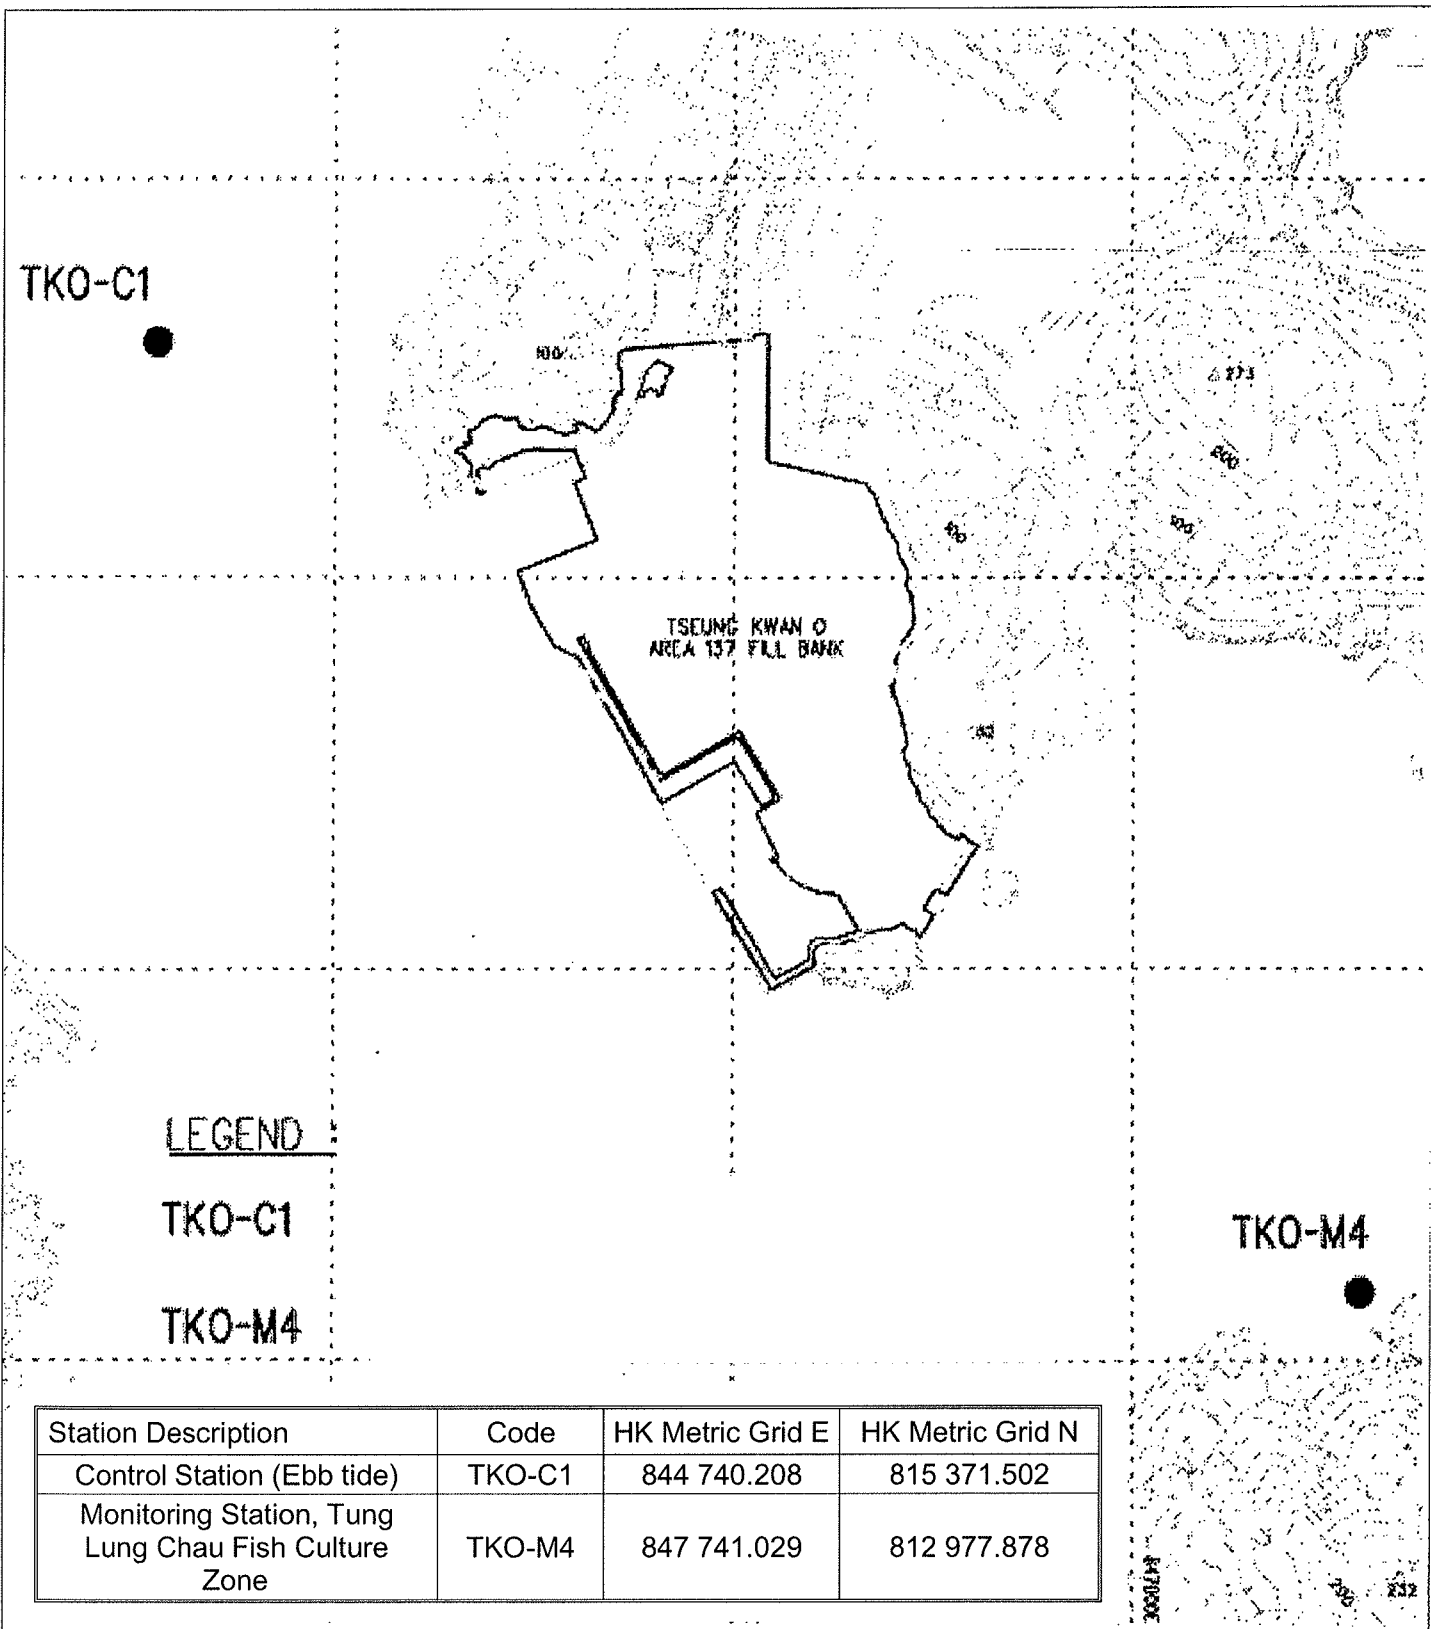 TKO-C1
100
273
200
100
TSEUNG KWAN O
AREA 137 FILL BANK
LEGEND
TKO-C1
TKO-M4
TKO-M4
Station Description Code HK Metric Grid E HK Metric Grid N
Control Station (Ebb tide) TKO-C1 844 740.208 815 371.502
Monitoring Station, Tung
Lung Chau Fish Culture
Zone TKO-M4 847 741.029 812 977.878
232